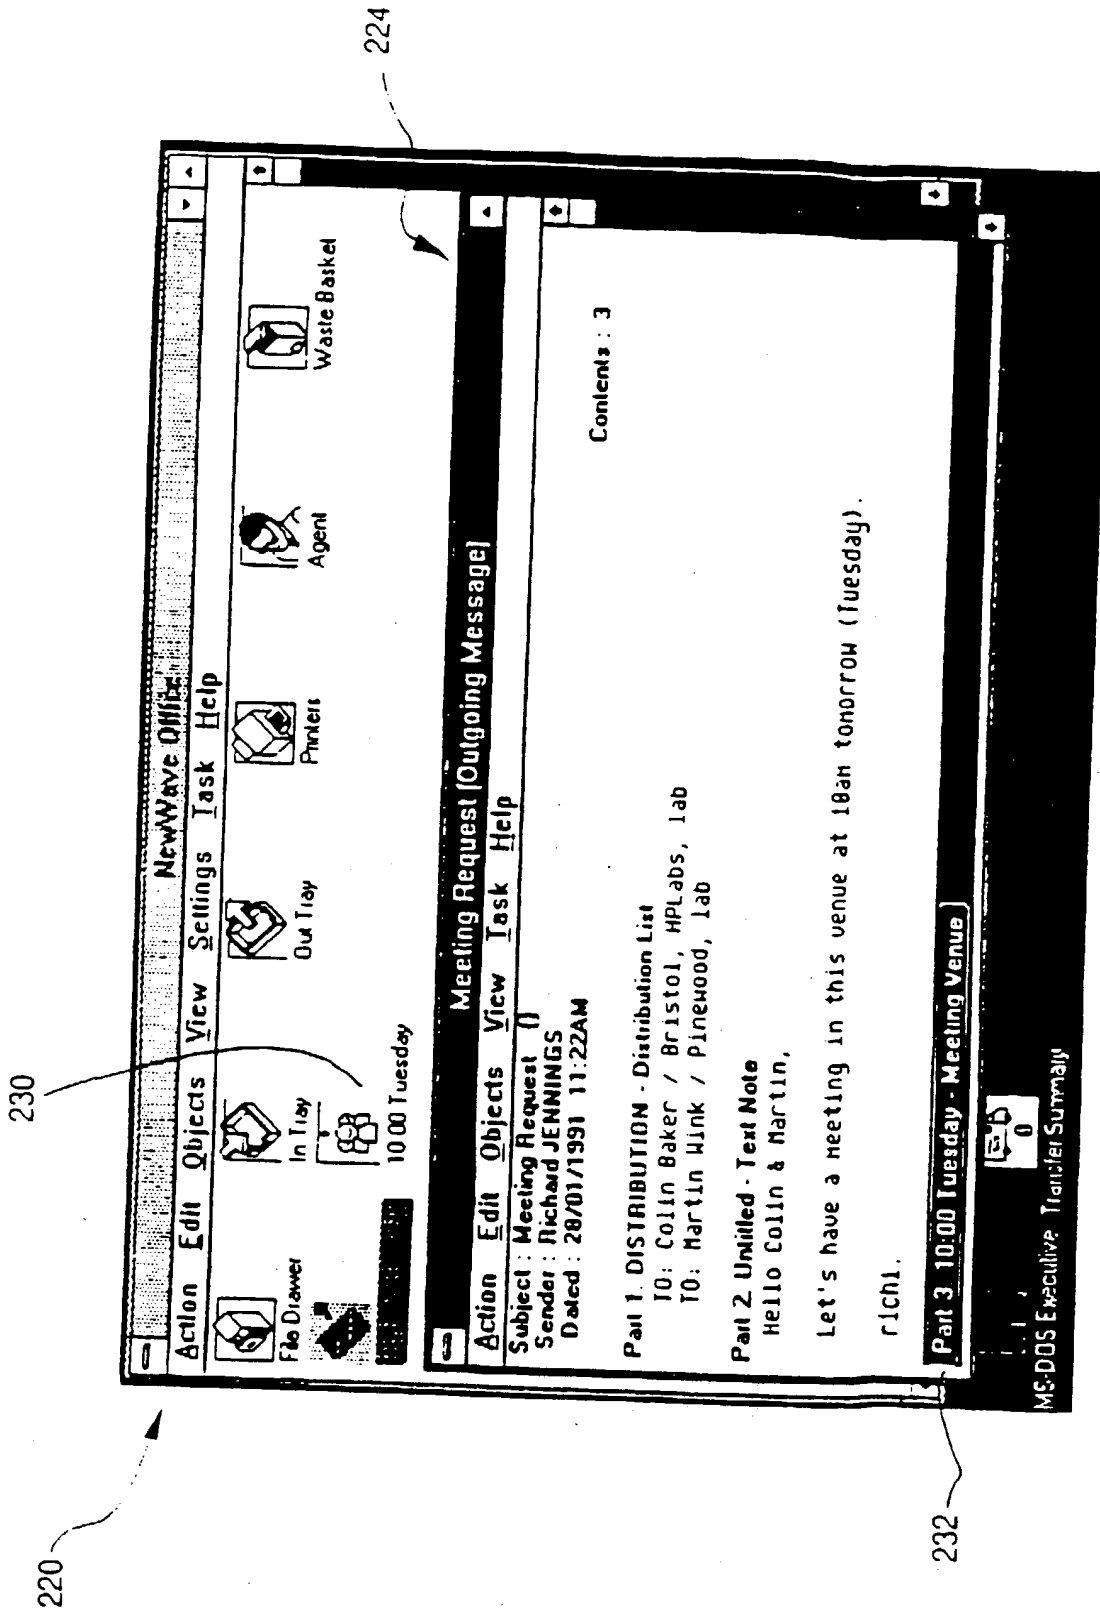 220
230
224
NewWave Office
Action Edit Objects View Settings Task Help
File Drawer
In Tray
Out Tray
Printers
Agent
Waste Basket
10 00 Tuesday
Meeting Request [Outgoing Message]
Action Edit Objects View Task Help
Subject : Meeting Request {}
Sender : Richard JENNINGS
Dated : 28/01/1991 11:22AM
Contents : 3
Part 1. DISTRIBUTION - Distribution List
TO: Colin Baker / Bristol, HPLabs, lab
TO: Martin Wink / Pinewood, lab
Part 2. Untitled - Text Note
Hello Colin & Martin,
Let's have a meeting in this venue at 10am tomorrow (Tuesday).
richi.
Part 3. 10:00 Tuesday - Meeting Venue
232
0
MS-DOS Executive Transfer Summary